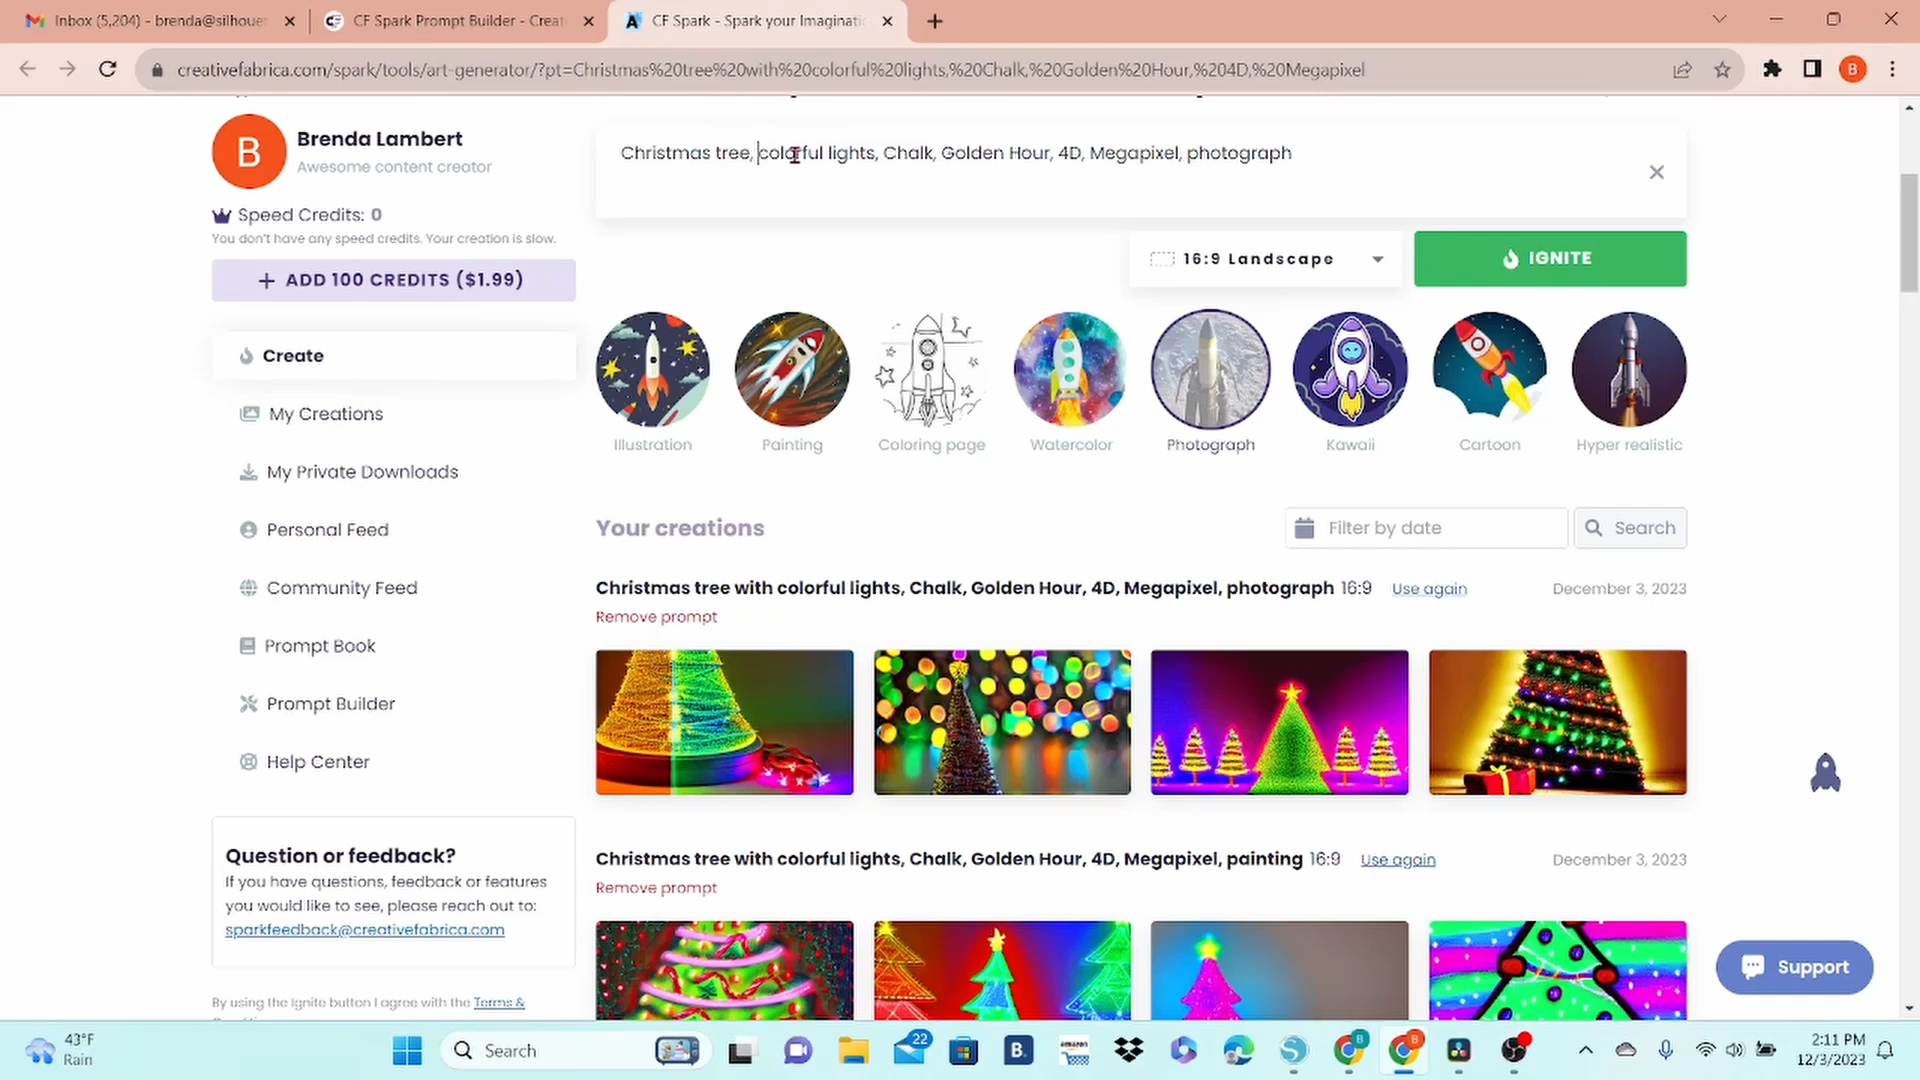 Inbox (5,204) - brenda@silhoue
CF Spark Prompt Builder - Creat
CF Spark - Spark your Imaginati
creativefabrica.com/spark/tools/art-generator/?pt=Christmas%20tree%20with%20colorful%20lights,%20Chalk,%20Golden%20Hour,%204D,%20Megapixel
B
B
Brenda Lambert
Awesome content creator
Speed Credits: 0
You don't have any speed credits. Your creation is slow.
+ ADD 100 CREDITS ($1.99)
Create
My Creations
My Private Downloads
Personal Feed
Community Feed
Prompt Book
Prompt Builder
Help Center
Question or feedback?
If you have questions, feedback or features
you would like to see, please reach out to:
sparkfeedback@creativefabrica.com
By using the Ignite button I agree with the Terms &
Christmas tree, colorful lights, Chalk, Golden Hour, 4D, Megapixel, photograph
16:9 Landscape
IGNITE
Illustration
Painting
Coloring page
Watercolor
Photograph
Kawaii
Cartoon
Hyper realistic
Your creations
Filter by date
Search
Christmas tree with colorful lights, Chalk, Golden Hour, 4D, Megapixel, photograph 16:9 Use again December 3, 2023
Remove prompt
Christmas tree with colorful lights, Chalk, Golden Hour, 4D, Megapixel, painting 16:9 Use again December 3, 2023
Remove prompt
Support
43°F
Rain
Search
22
B.
amazon
B
B
2:11 PM
12/3/2023